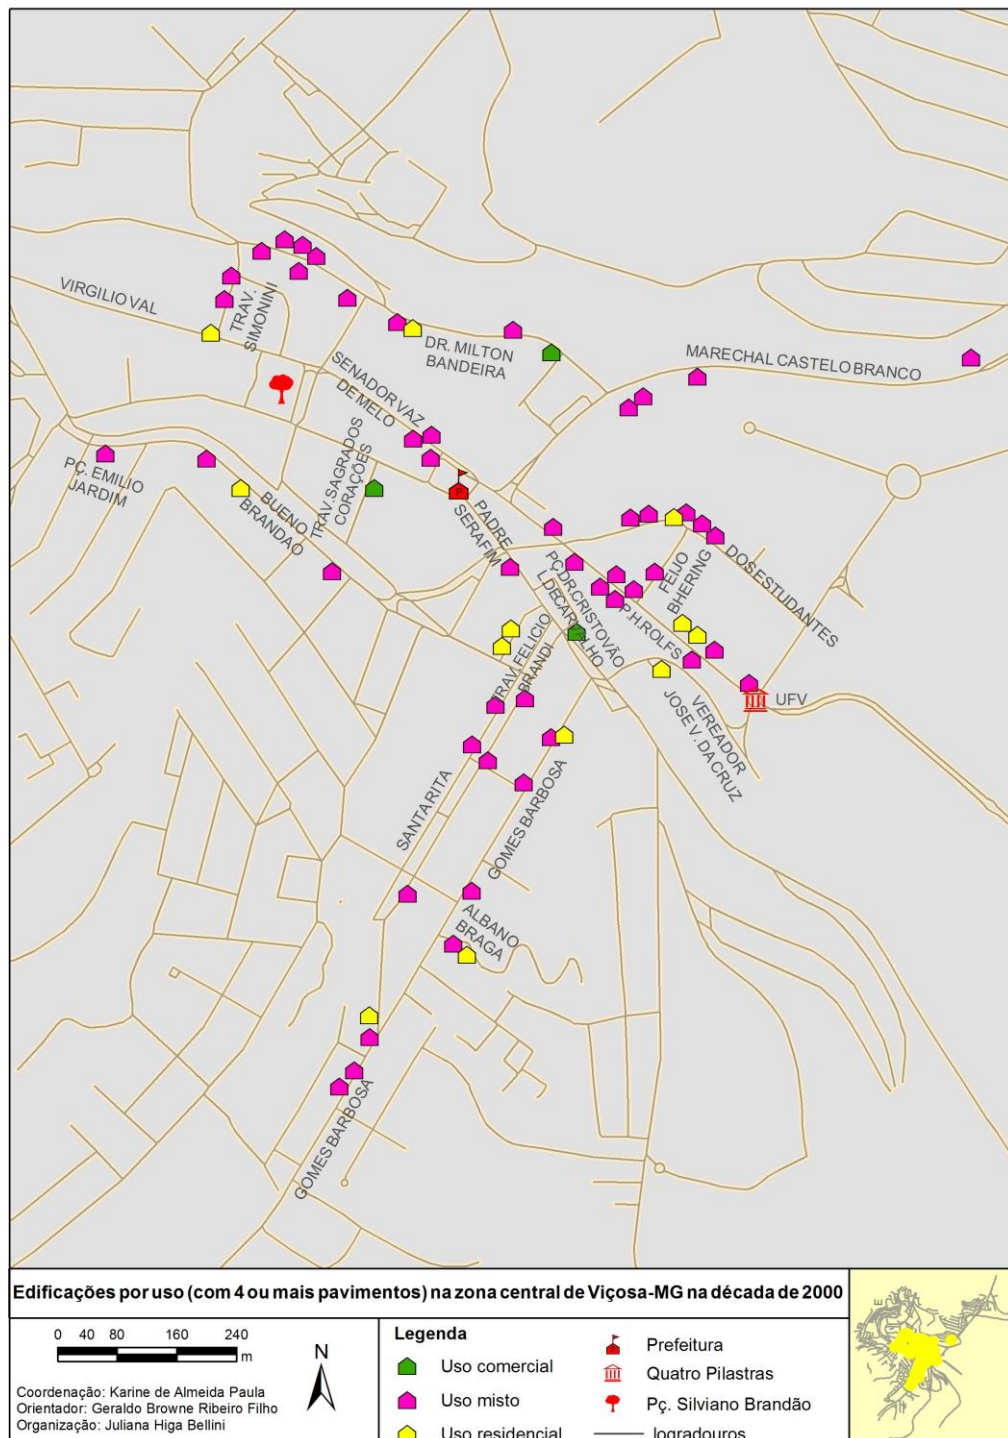 VIRGILIO VAL
TRAV.
SIMONINI
DR. MILTON
BANDEIRA
MARECHAL CASTELO BRANCO
SENADOR VAZ
DE MELO
TRAV. SAGRADOS
CORAÇÕES
PÇ. EMILIO
JARDIM
BUENO
BRANDAO
P
PADRE
SERAFIM
PÇ.DR.CRISTOVÃO
L.DECARVALHO
FEIJO
BHERING
DOS ESTUDANTES
P.H.ROLFS
TRAV. FELICIO
BRANDI
UFV
VEREADOR
JOSE V. DA CRUZ
SANTA RITA
GOMES BARBOSA
ALBANO
BRAGA
GOMES BARBOSA
Edificações por uso (com 4 ou mais pavimentos) na zona central de Viçosa-MG na década de 2000
0 40 80 160 240
m
N
Coordenação: Karine de Almeida Paula
Orientador: Geraldo Browne Ribeiro Filho
Organização: Juliana Higa Bellini
Legenda
Uso comercial
Uso misto
Uso residencial
Prefeitura
Quatro Pilastras
Pç. Silviano Brandão
logradouros